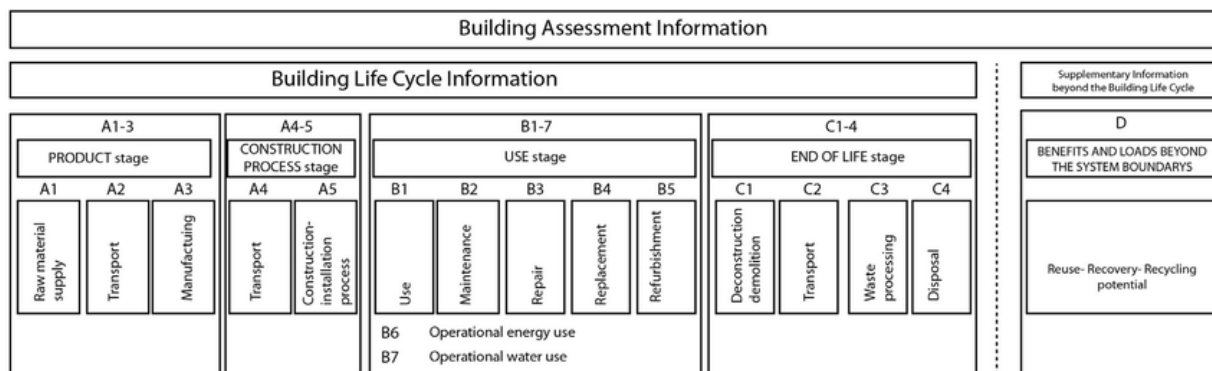 Building Assessment Information
Building Life Cycle Information
Supplementary Information
beyond the Building Life Cycle
A1-3
PRODUCT stage
A1
A2
A3
Raw material
supply
Transport
Manufactuing
A4-5
CONSTRUCTION
PROCESS stage
A4
A5
Transport
Construction-
installation
process
B1-7
USE stage
B1
B2
B3
B4
B5
Use
Maintenance
Repair
Replacement
Refurbishment
B6 Operational energy use
B7 Operational water use
C1-4
END OF LIFE stage
C1
C2
C3
C4
Deconstruction
demolition
Transport
Waste
processing
Disposal
D
BENEFITS AND LOADS BEYOND
THE SYSTEM BOUNDARYS
Reuse- Recovery- Recycling
potential